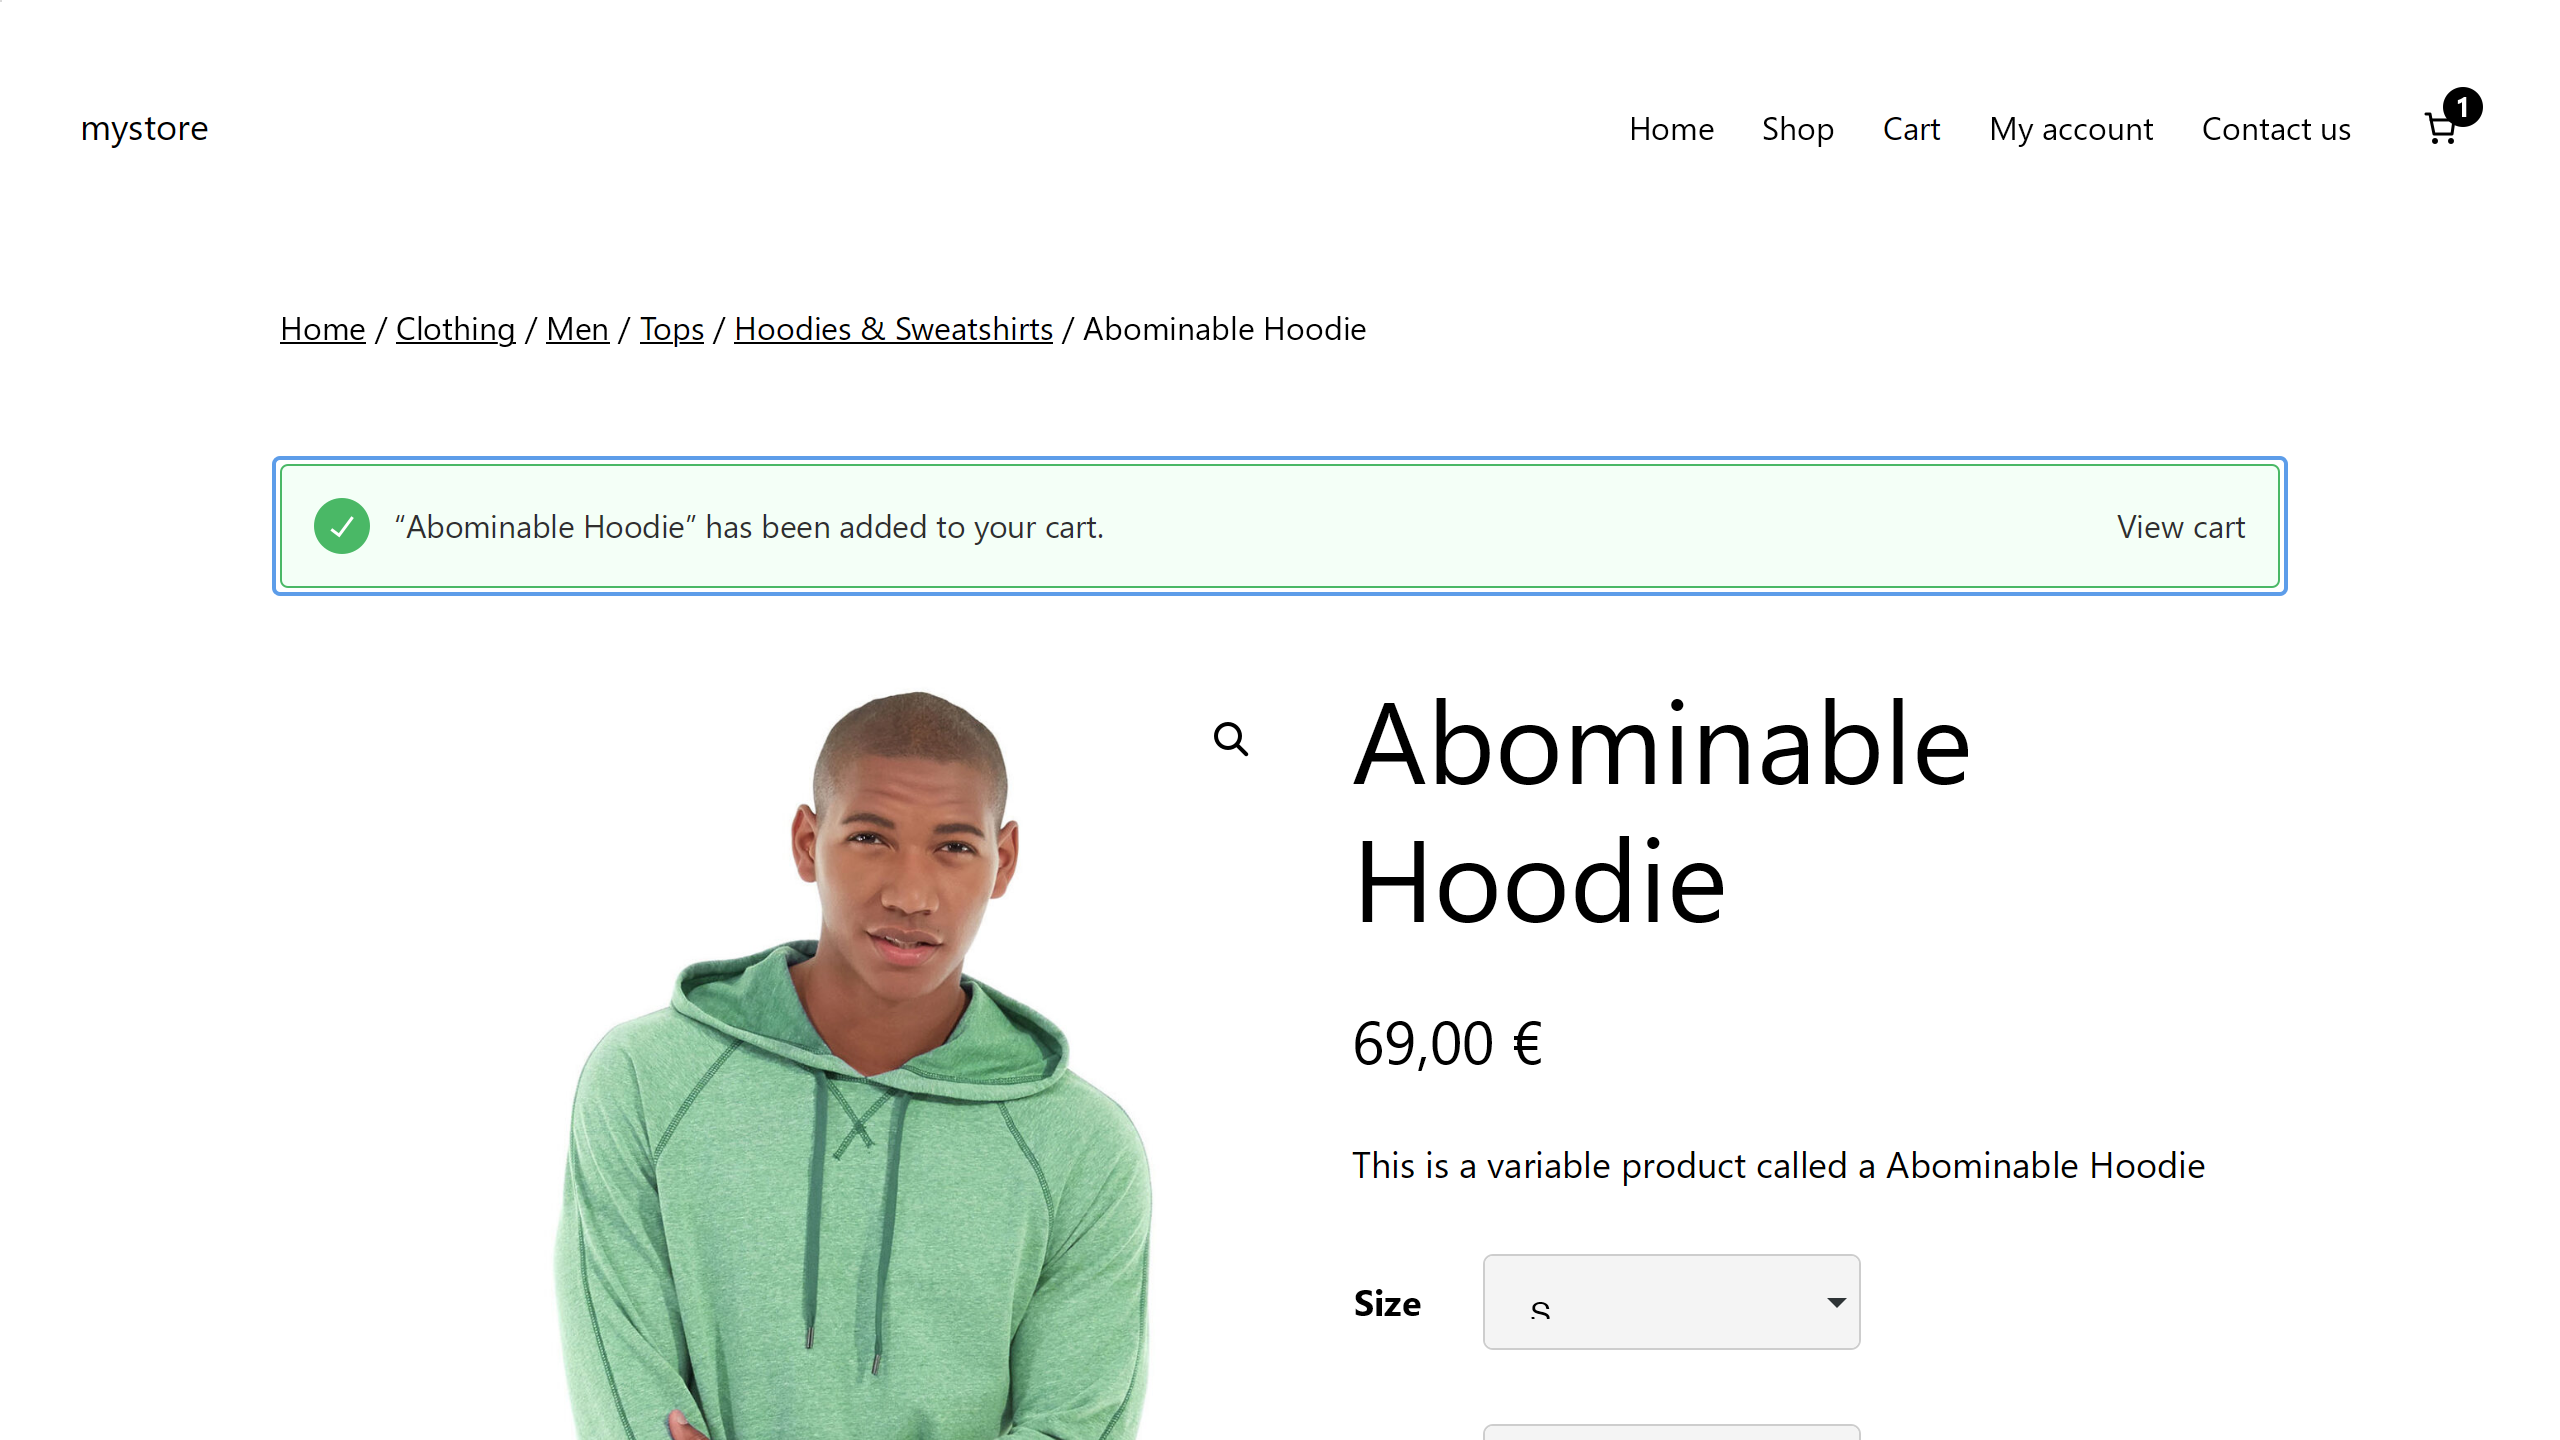 mystore
Home Shop Cart My account Contact us 1
Home / Clothing / Men / Tops / Hoodies & Sweatshirts / Abominable Hoodie
“Abominable Hoodie” has been added to your cart. View cart
Abominable
Hoodie
69,00 €
This is a variable product called a Abominable Hoodie
Size S